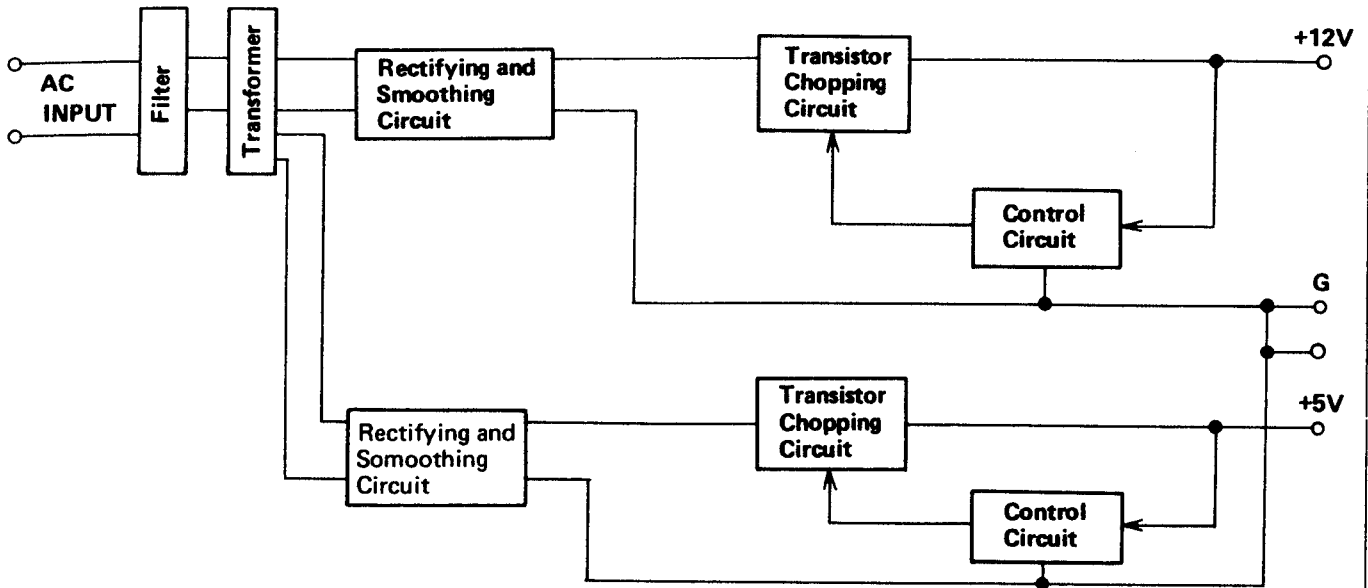 AC
INPUT
Filter
Transformer
Rectifying and
Smoothing
Circuit
Transistor
Chopping
Circuit
+12V
Control
Circuit
G
Rectifying and
Somoothing
Circuit
Transistor
Chopping
Circuit
+5V
Control
Circuit